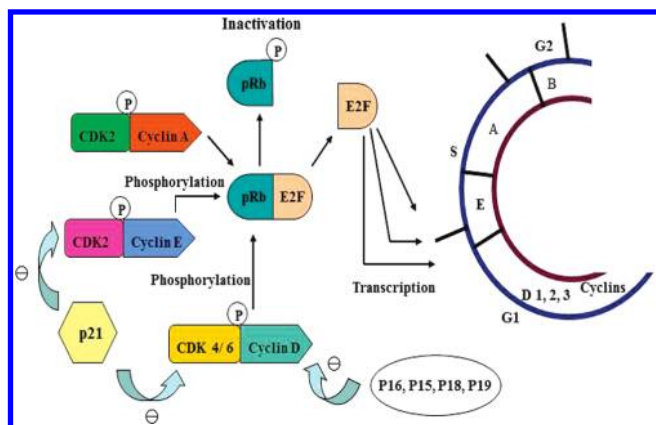 Inactivation
P
pRb
G2
B
E2F
P
CDK2 Cyclin A
A
S
Phosphorylation
pRb E2F
P
E
CDK2 Cyclin E
Phosphorylation
⊖
Transcription
D 1, 2, 3 Cyclins
G1
p21
P
CDK 4/ 6 Cyclin D
P16, P15, P18, P19
⊖
⊖